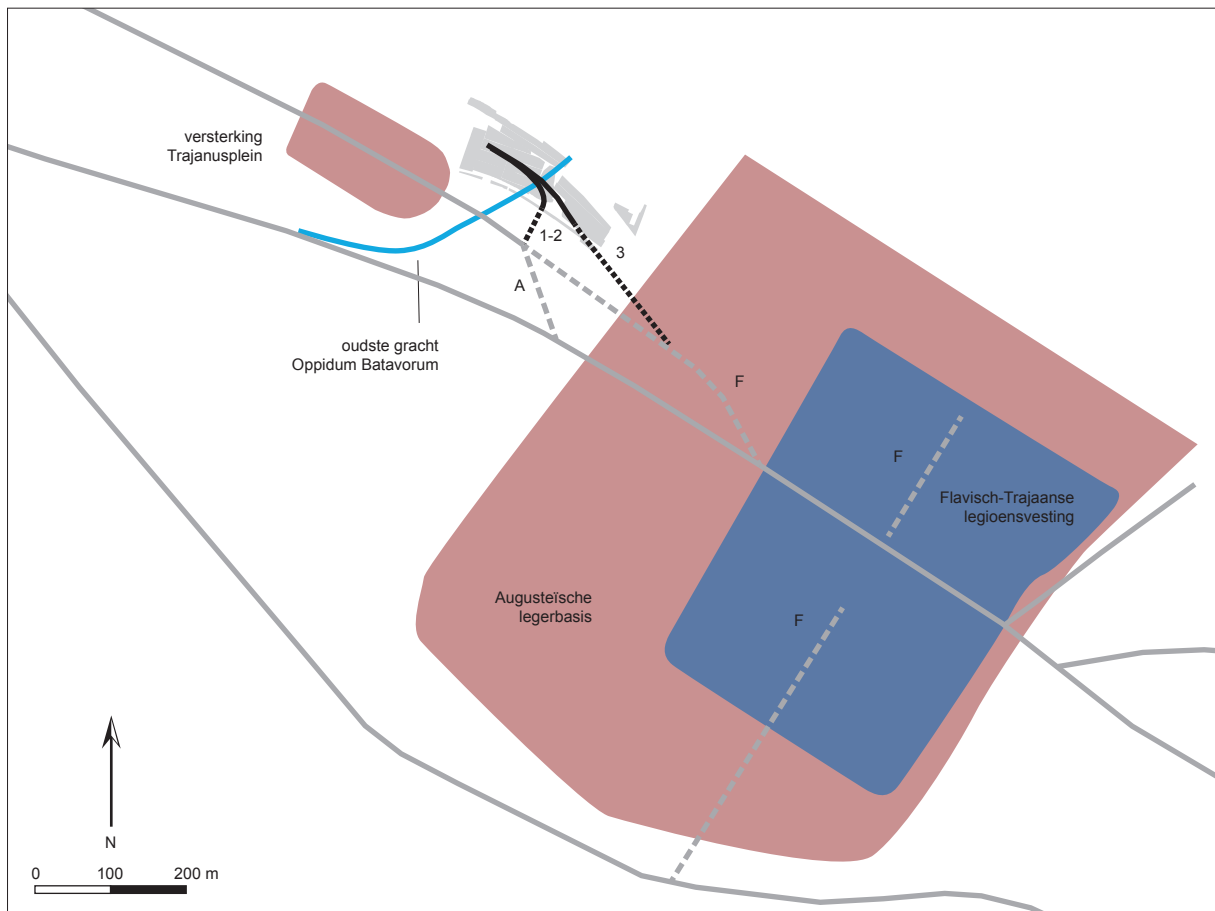 versterking
Trajanusplein
1-2
3
A
oudste gracht
Oppidum Batavorum
F
F
Flavisch-Trajaanse
legioensvesting
Augusteïsche
legerbasis
F
N
0 100 200 m